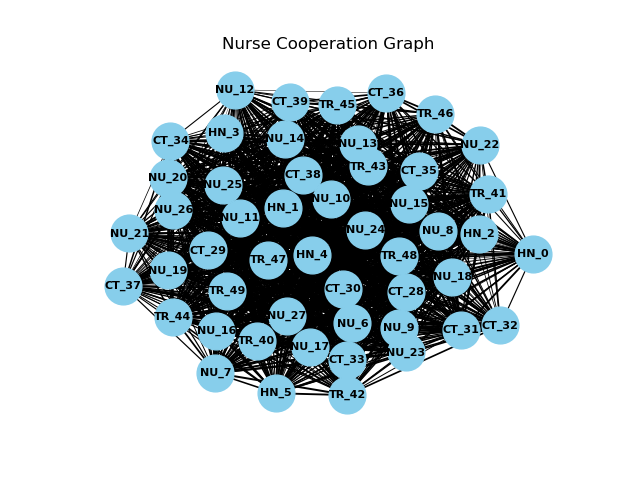 Nurse Cooperation Graph
NU_12
CT_39
TR_45
CT_36
TR_46
CT_34
HN_3
NU_14
NU_13
NU_22
TR_43
CT_35
NU_20
NU_25
CT_38
TR_41
NU_26
NU_11
HN_1
NU_10
NU_15
NU_21
NU_24
NU_8
HN_2
CT_29
TR_47
HN_4
TR_48
HN_0
CT_37
NU_19
TR_49
CT_30
CT_28
NU_18
TR_44
NU_16
NU_27
NU_6
NU_9
CT_31
CT_32
TR_40
NU_17
CT_33
NU_23
NU_7
HN_5
TR_42